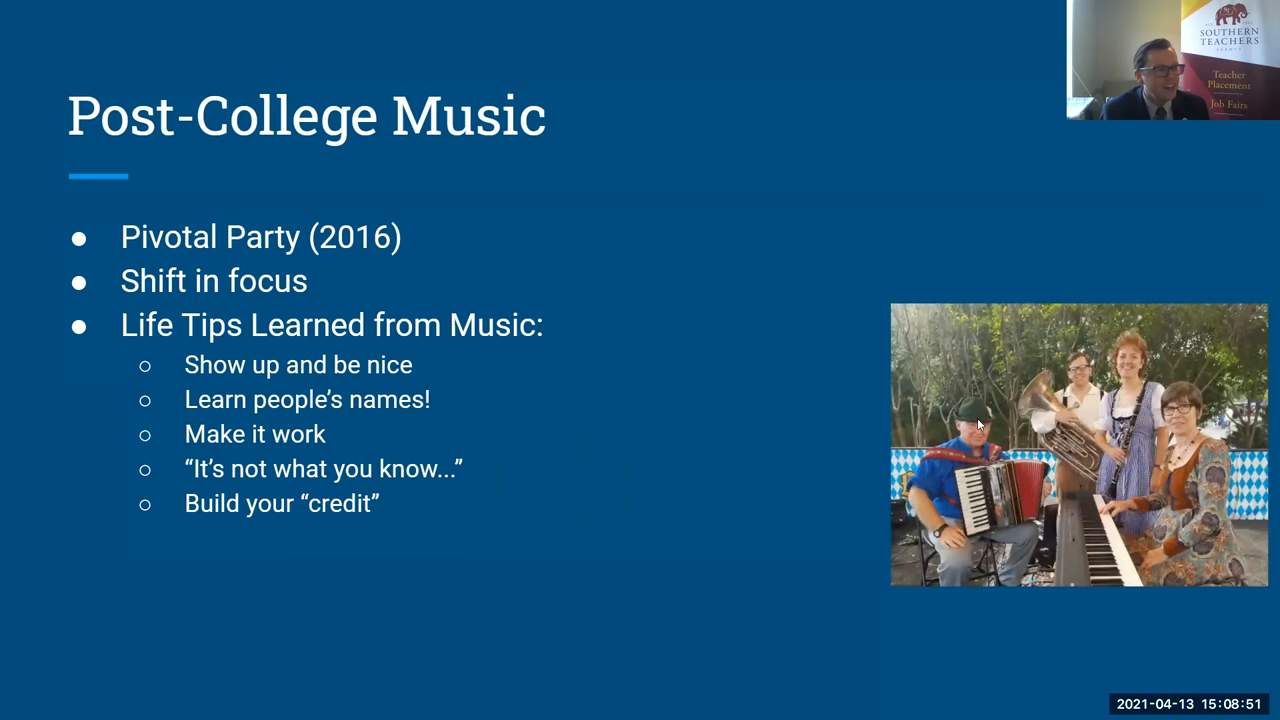 SOUTHERN
TEACHERS
AGENCY
Teacher
Placement
Job Fairs
Post-College Music
● Pivotal Party (2016)
● Shift in focus
● Life Tips Learned from Music:
○ Show up and be nice
○ Learn people’s names!
○ Make it work
○ “It’s not what you know...”
○ Build your “credit”
2021-04-13 15:08:51